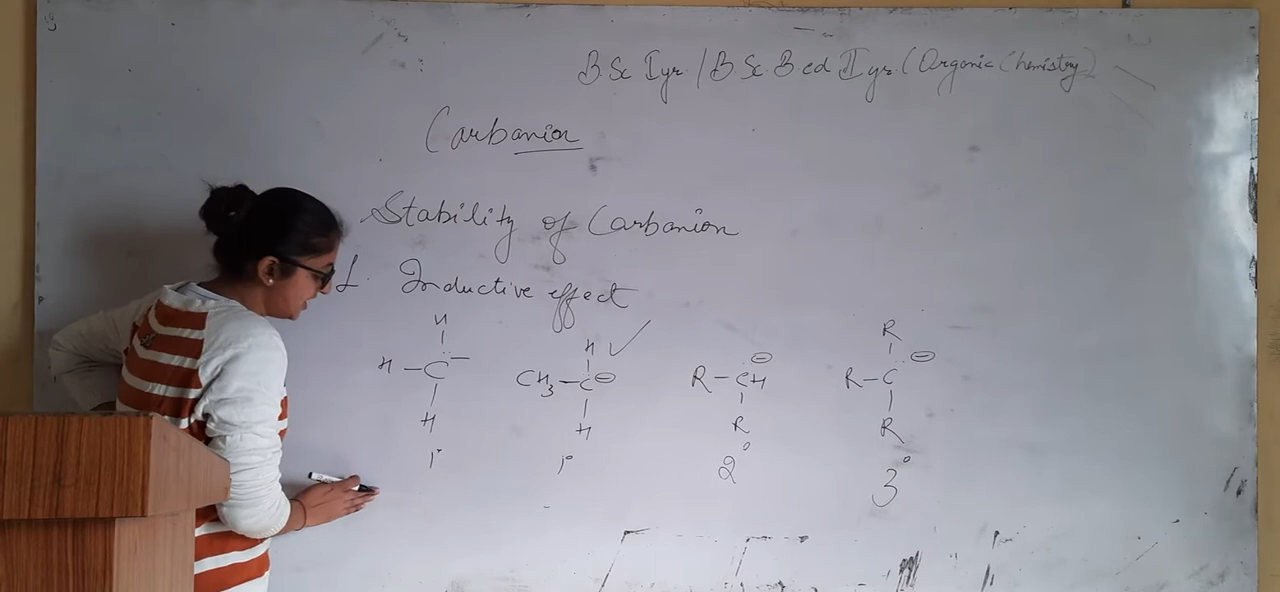 B.Sc I yr / B.Sc. B ed II yr. (Organic Chemistry)
Carbanion
Stability of Carbanion
1. Inductive effect
H H R
H – C̈ – CH3 – C⊖ R – C̈H⊖ R – C̈⊖
H H R R
1° 1° 2° 3°